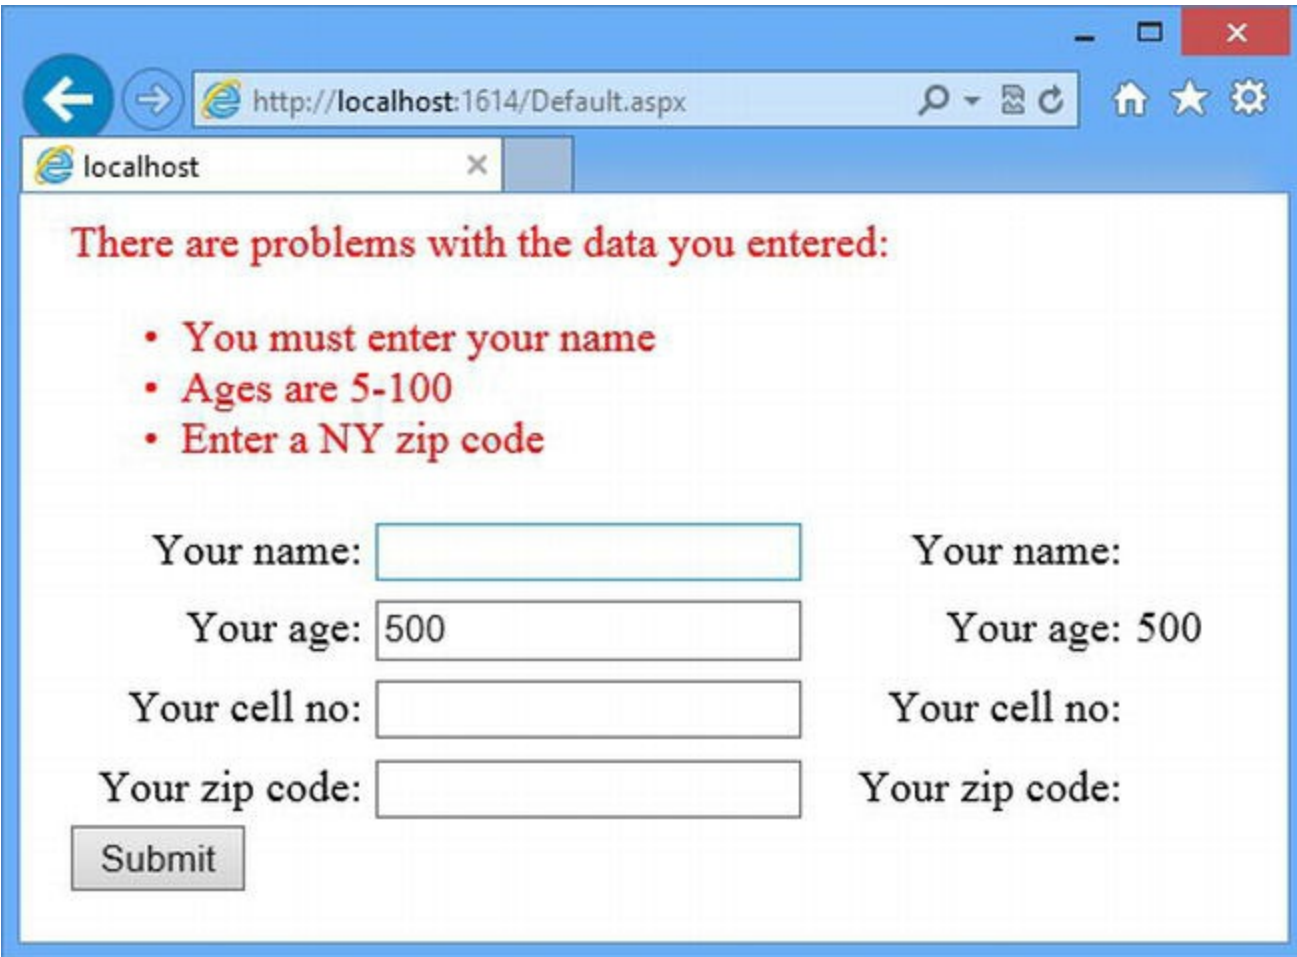 http://localhost:1614/Default.aspx
localhost
There are problems with the data you entered:
• You must enter your name
• Ages are 5-100
• Enter a NY zip code
Your name: Your name:
Your age: 500 Your age: 500
Your cell no: Your cell no:
Your zip code: Your zip code:
Submit